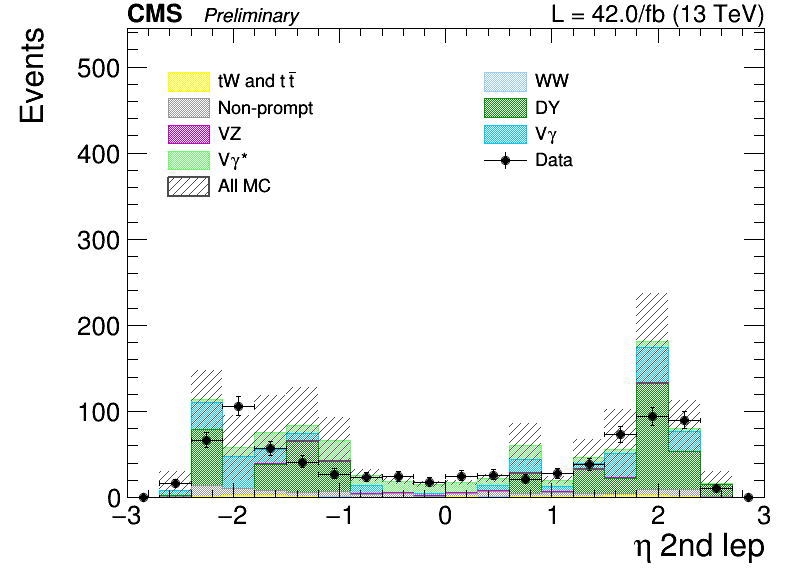 CMS Preliminary L = 42.0/fb (13 TeV)
Events
500
400
300
200
100
0
tW and t t̅
Non-prompt
VZ
Vγ*
All MC
WW
DY
Vγ
Data
−3 −2 −1 0 1 2 3
η 2nd lep